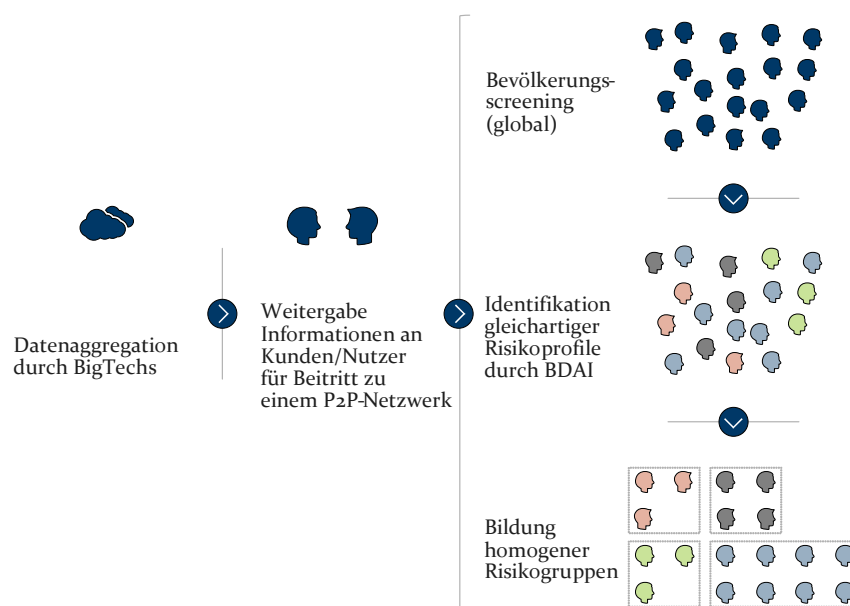 Datenaggregation
durch BigTechs
Weitergabe
Informationen an
Kunden/Nutzer
für Beitritt zu
einem P2P-Netzwerk
Bevölkerungs-
screening
(global)
Identifikation
gleichartiger
Risikoprofile
durch BDAI
Bildung
homogener
Risikogruppen